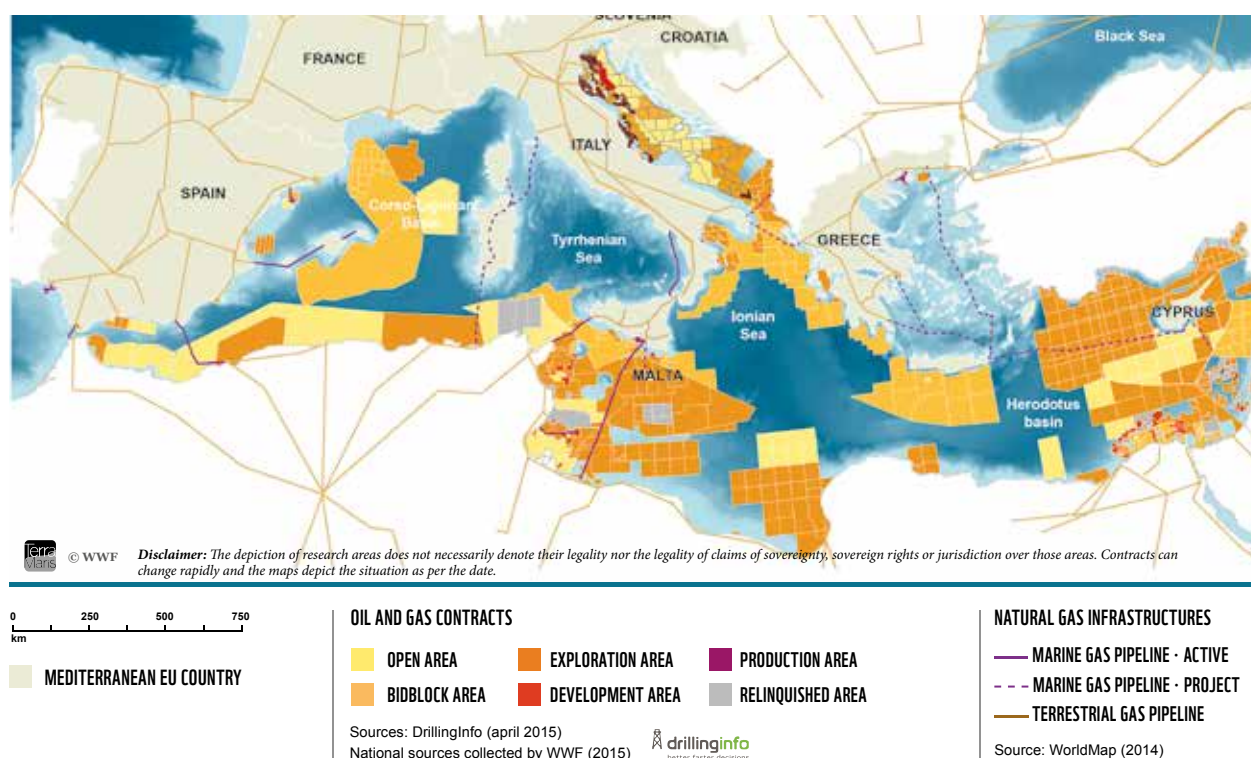 SLOVENIA
CROATIA
Black Sea
FRANCE
ITALY
SPAIN
Corso-Ligurian
Basin
Tyrrhenian
Sea
GREECE
Ionian
Sea
CYPRUS
MALTA
Herodotus
basin
Terra
Maris
© WWF
Disclaimer: The depiction of research areas does not necessarily denote their legality nor the legality of claims of sovereignty, sovereign rights or jurisdiction over those areas. Contracts can
change rapidly and the maps depict the situation as per the date.
0 250 500 750
km
MEDITERRANEAN EU COUNTRY
OIL AND GAS CONTRACTS
OPEN AREA
EXPLORATION AREA
PRODUCTION AREA
BIDBLOCK AREA
DEVELOPMENT AREA
RELINQUISHED AREA
Sources: DrillingInfo (april 2015)
National sources collected by WWF (2015)
drillinginfo
better faster decisions
NATURAL GAS INFRASTRUCTURES
MARINE GAS PIPELINE · ACTIVE
MARINE GAS PIPELINE · PROJECT
TERRESTRIAL GAS PIPELINE
Source: WorldMap (2014)